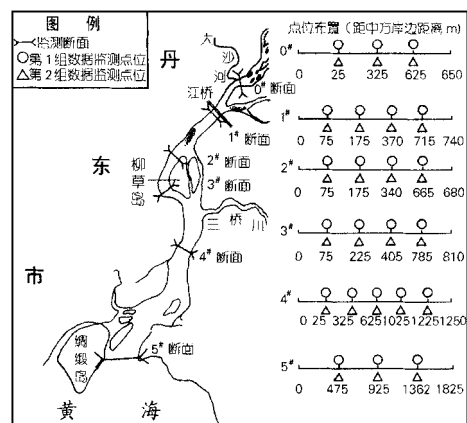 图 例
监测断面
第1组数据监测点位
第2组数据监测点位
丹
东
市
大
沙
河
江桥
0# 断面
1# 断面
2# 断面
柳草岛
3# 断面
三 桥 川
4# 断面
5# 断面
绸缎岛
黄 海
点位布置(距中方岸边距离 m)
0#
0 25 325 625 650
1#
0 75 175 370 715 740
2#
0 75 175 340 665 680
3#
0 75 225 405 785 810
4#
0 25 325 625 1025 1225 1250
5#
0 475 925 1362 1825